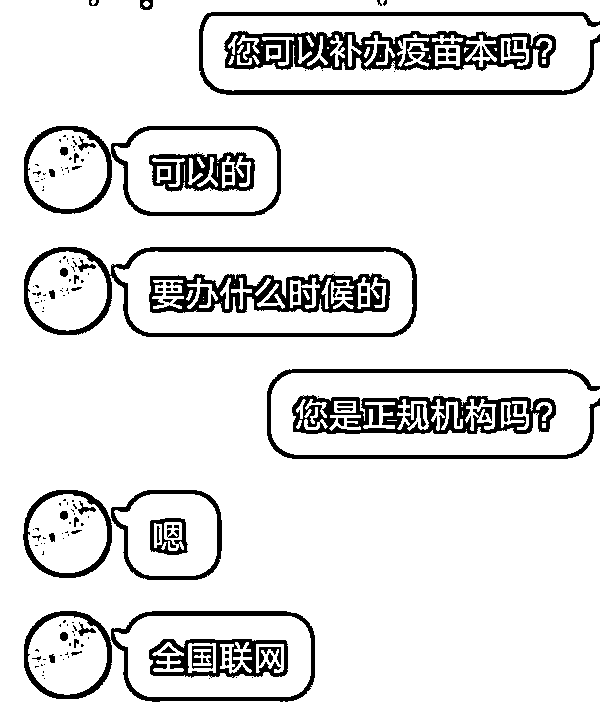 您可以补办疫苗本吗?
可以的
要办什么时候的
您是正规机构吗?
嗯
全国联网